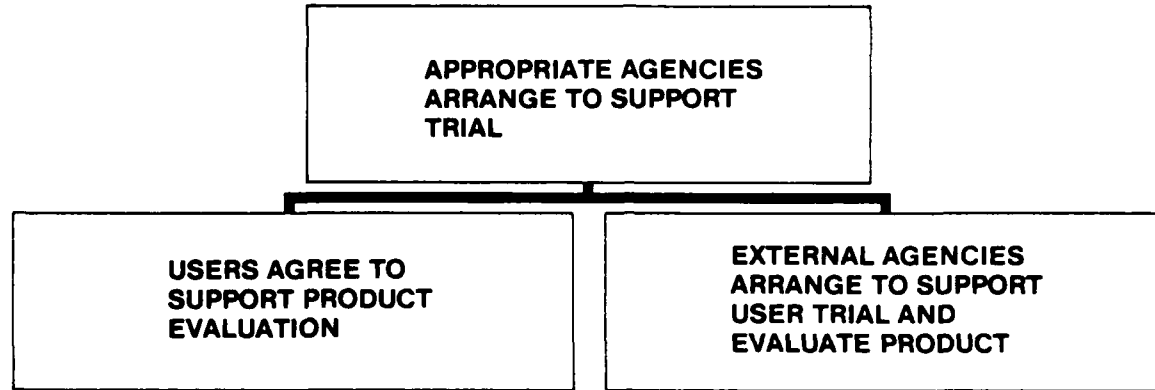 APPROPRIATE AGENCIES
ARRANGE TO SUPPORT
TRIAL
USERS AGREE TO
SUPPORT PRODUCT
EVALUATION
EXTERNAL AGENCIES
ARRANGE TO SUPPORT
USER TRIAL AND
EVALUATE PRODUCT